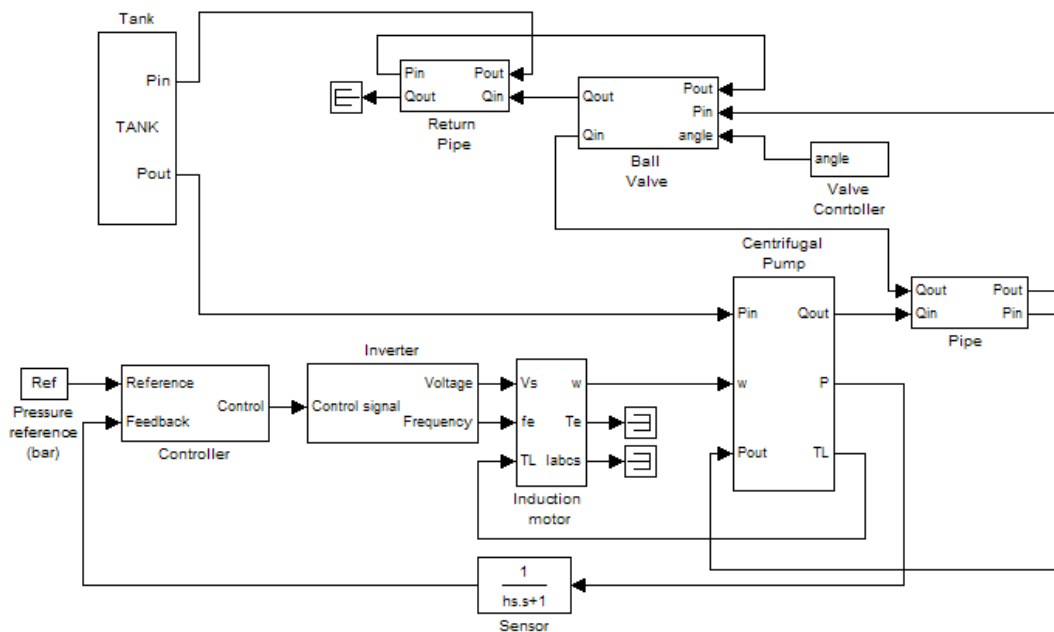 Tank
Pin
TANK
Pout
Pin
Pout
Qout
Qin
Return
Pipe
Qout
Pout
Pin
Qin
angle
Ball
Valve
angle
Valve
Conrtoller
Centrifugal
Pump
Pin
Qout
w
P
Pout
TL
Qout
Pout
Qin
Pin
Pipe
Ref
Pressure
reference
(bar)
Reference
Feedback
Control
Controller
Inverter
Voltage
Control signal
Frequency
Vs
w
fe
Te
TL
Iabcs
Induction
motor
1
hs.s+1
Sensor